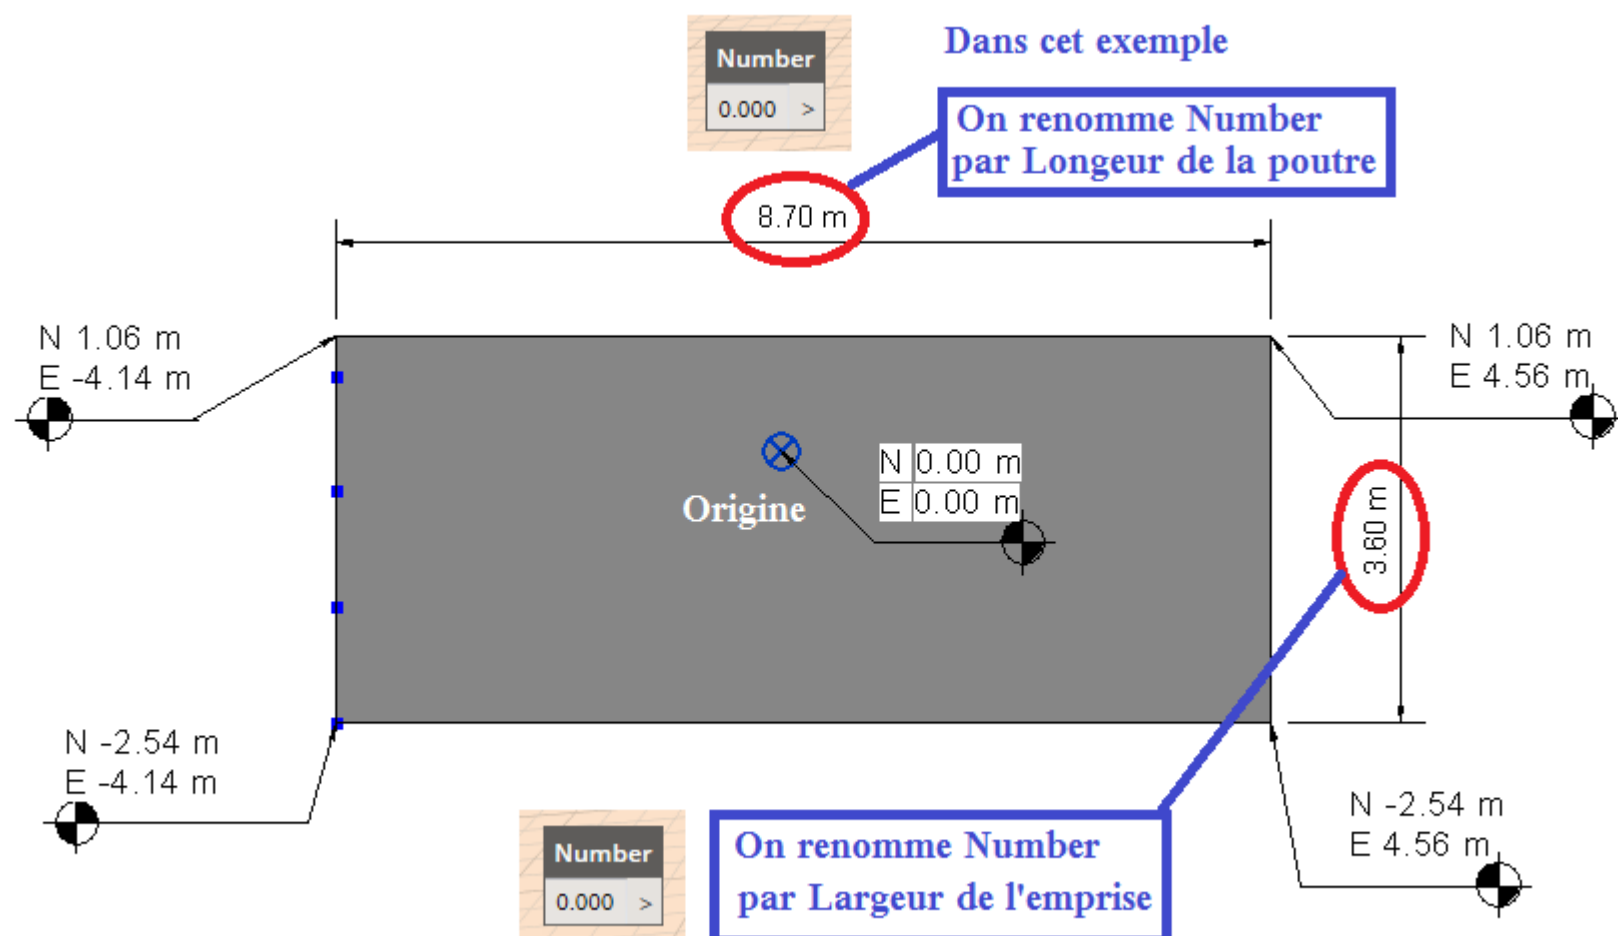 Number
0.000 >
Dans cet exemple
On renomme Number
par Longeur de la poutre
8.70 m
N 1.06 m
E -4.14 m
N 1.06 m
E 4.56 m
N 0.00 m
E 0.00 m
Origine
3.60 m
N -2.54 m
E -4.14 m
N -2.54 m
E 4.56 m
Number
0.000 >
On renomme Number
par Largeur de l'emprise